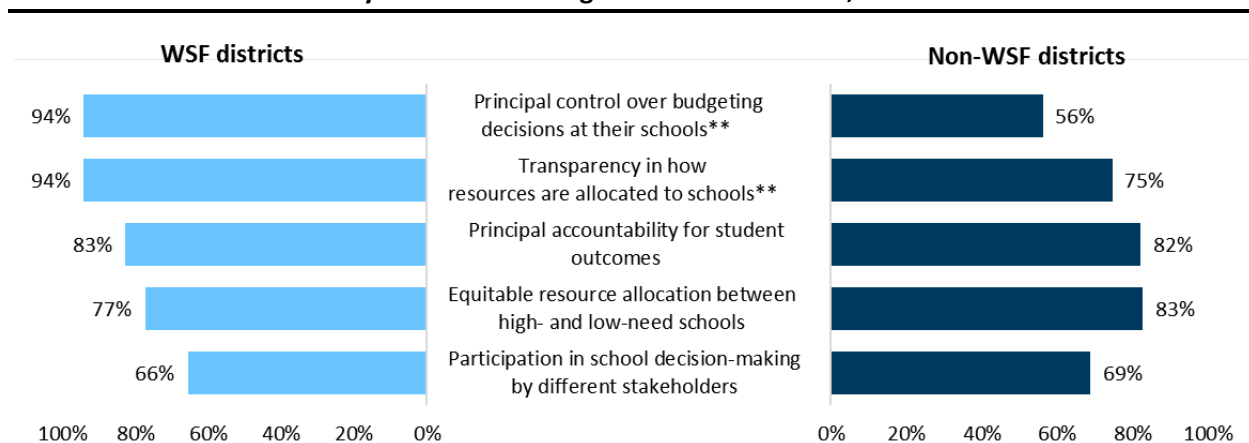 WSF districts
Non-WSF districts
94%
Principal control over budgeting
decisions at their schools**
56%
94%
Transparency in how
resources are allocated to schools**
75%
83%
Principal accountability for student
outcomes
82%
77%
Equitable resource allocation between
high- and low-need schools
83%
66%
Participation in school decision-making
by different stakeholders
69%
100% 80% 60% 40% 20% 0%
0% 20% 40% 60% 80% 100%